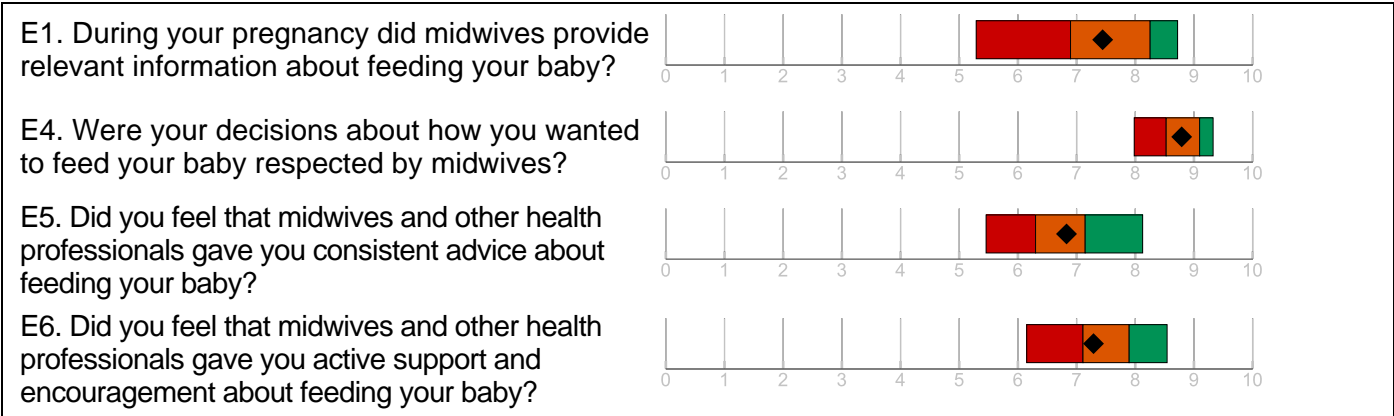 E1. During your pregnancy did midwives provide
relevant information about feeding your baby?
0 1 2 3 4 5 6 7 8 9 10
E4. Were your decisions about how you wanted
to feed your baby respected by midwives?
0 1 2 3 4 5 6 7 8 9 10
E5. Did you feel that midwives and other health
professionals gave you consistent advice about
feeding your baby?
0 1 2 3 4 5 6 7 8 9 10
E6. Did you feel that midwives and other health
professionals gave you active support and
encouragement about feeding your baby?
0 1 2 3 4 5 6 7 8 9 10